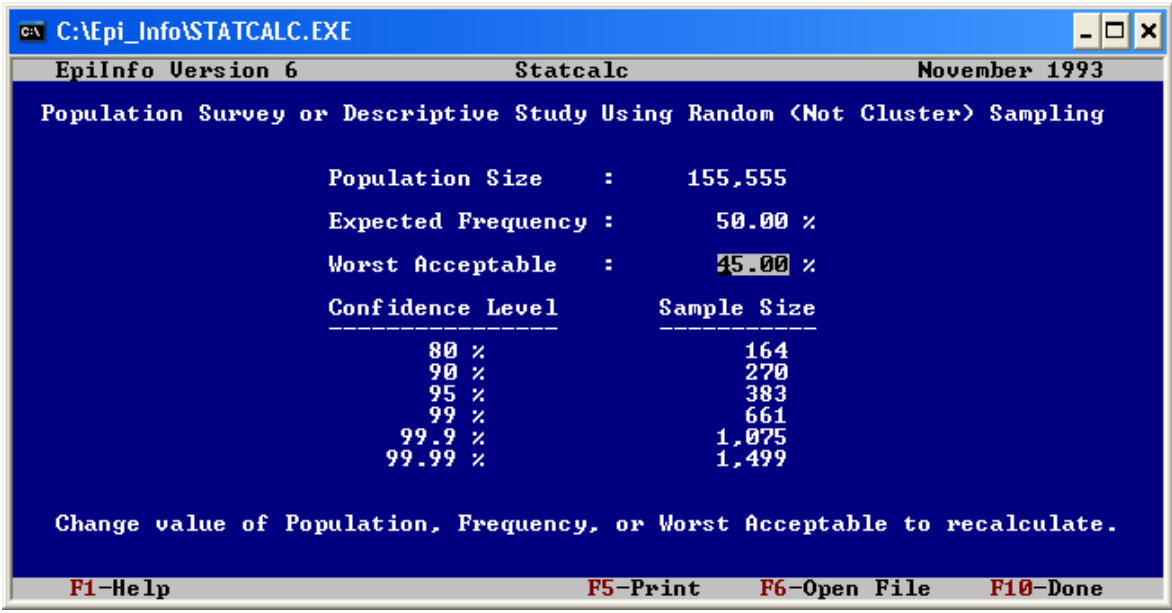 C:\Epi_Info\STATCALC.EXE
EpiInfo Version 6 Statcalc November 1993
Population Survey or Descriptive Study Using Random (Not Cluster) Sampling
Population Size : 155,555
Expected Frequency : 50.00 %
Worst Acceptable : 45.00 %
Confidence Level Sample Size
---------------- -----------
80 % 164
90 % 270
95 % 383
99 % 661
99.9 % 1,075
99.99 % 1,499
Change value of Population, Frequency, or Worst Acceptable to recalculate.
F1-Help F5-Print F6-Open File F10-Done